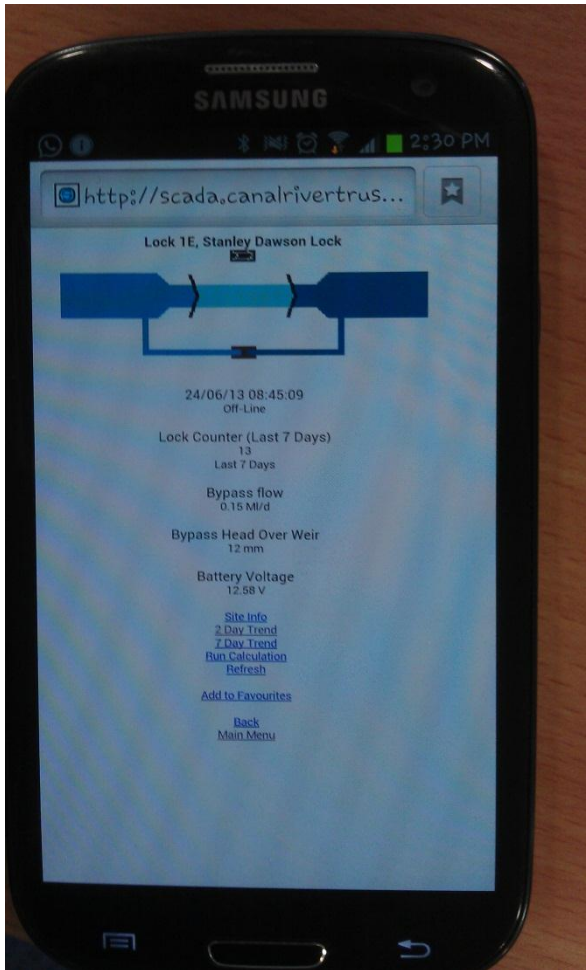 SAMSUNG
2:30 PM
http://scada.canalrivertrus...
Lock 1E, Stanley Dawson Lock
24/06/13 08:45:09
Off-Line
Lock Counter (Last 7 Days)
13
Last 7 Days
Bypass flow
0.15 Ml/d
Bypass Head Over Weir
12 mm
Battery Voltage
12.58 V
Site Info
2 Day Trend
7 Day Trend
Run Calculation
Refresh
Add to Favourites
Back
Main Menu